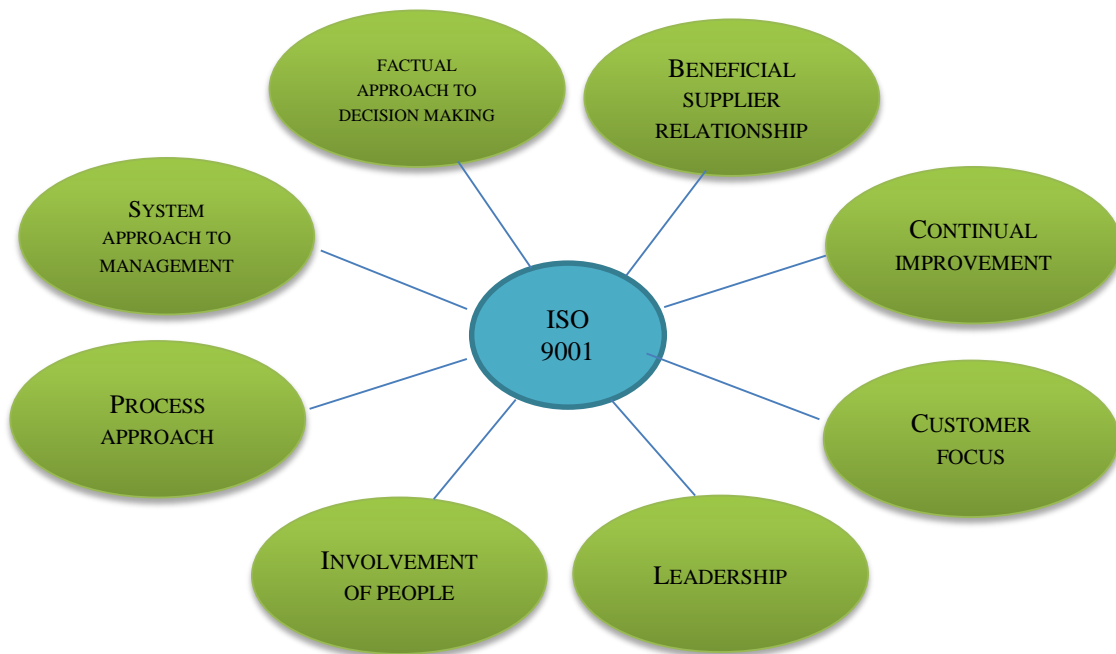 FACTUAL
APPROACH TO
DECISION MAKING
BENEFICIAL
SUPPLIER
RELATIONSHIP
SYSTEM
APPROACH TO
MANAGEMENT
CONTINUAL
IMPROVEMENT
ISO
9001
PROCESS
APPROACH
CUSTOMER
FOCUS
INVOLVEMENT
OF PEOPLE
LEADERSHIP